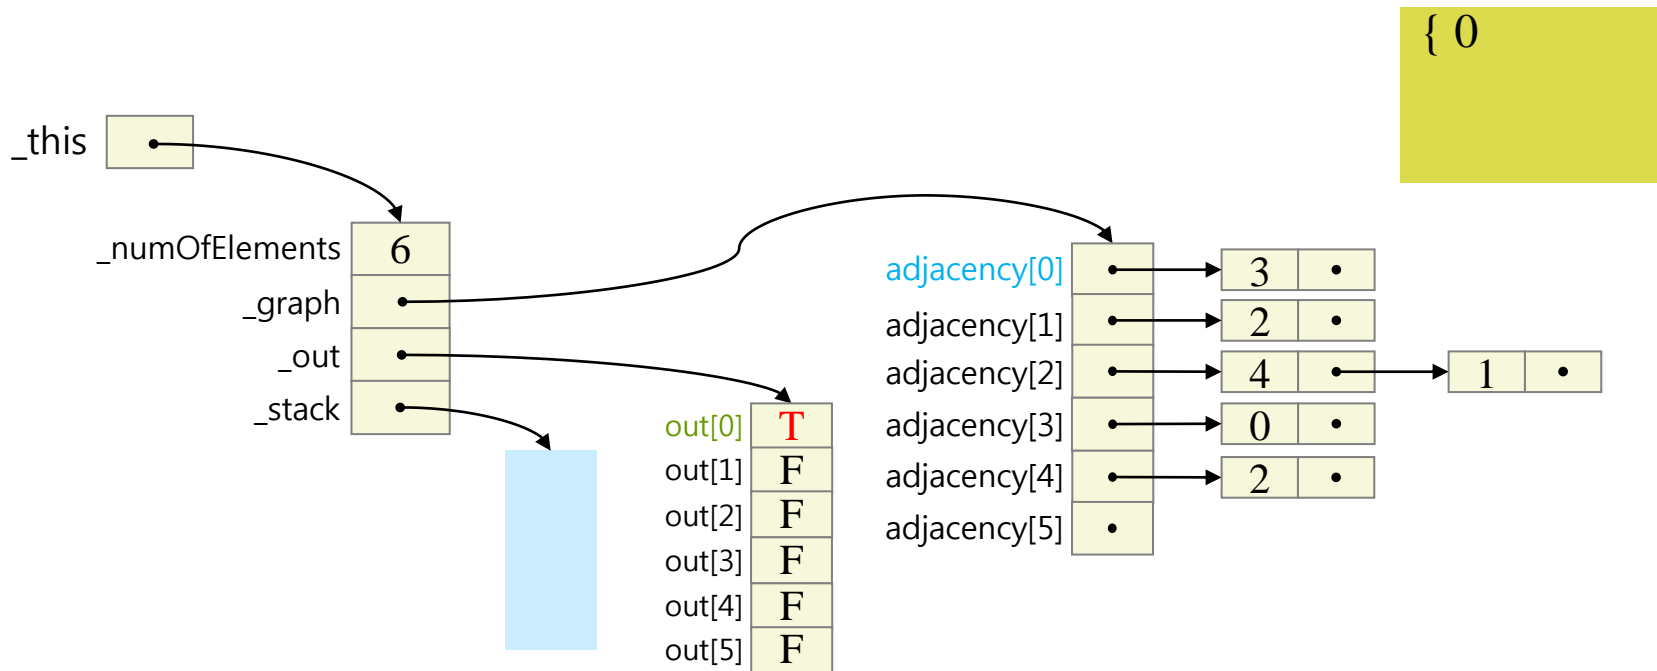 { 0
_this
_numOfElements 6
_graph
_out
_stack
adjacency[0] 3
adjacency[1] 2
adjacency[2] 4 1
adjacency[3] 0
adjacency[4] 2
adjacency[5]
out[0] T
out[1] F
out[2] F
out[3] F
out[4] F
out[5] F